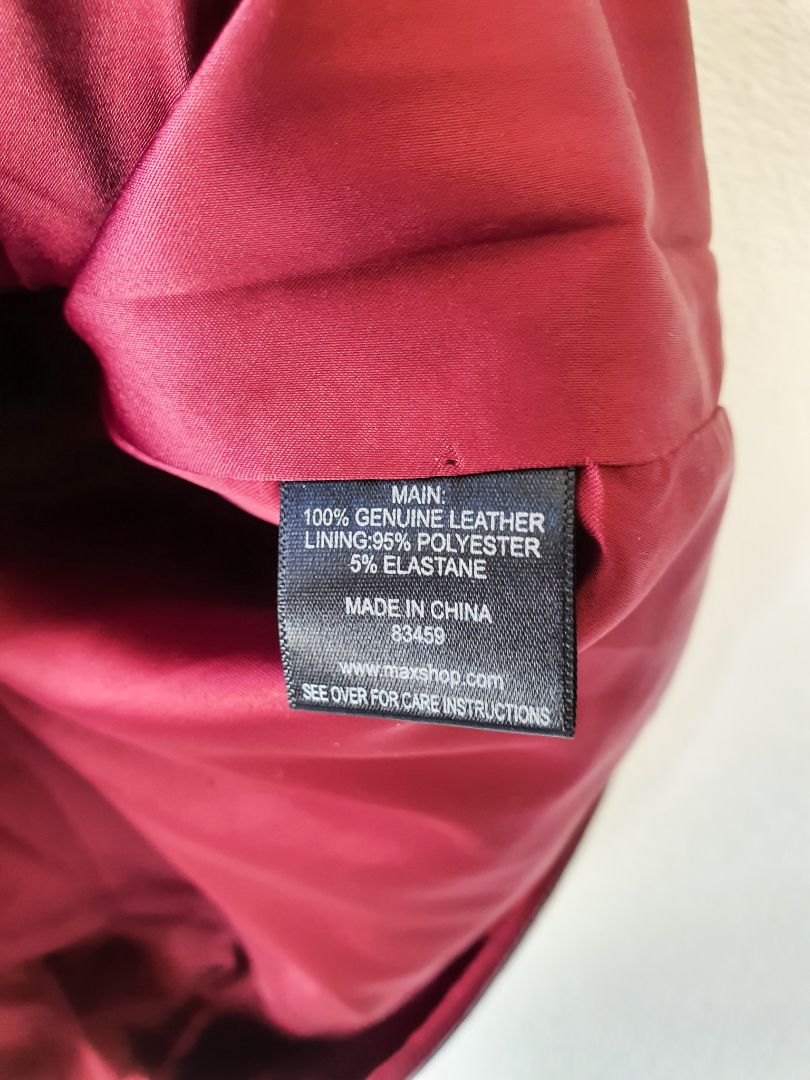 MAIN:
100% GENUINE LEATHER
LINING:95% POLYESTER
5% ELASTANE
MADE IN CHINA
83459
www.maxshop.com
SEE OVER FOR CARE INSTRUCTIONS